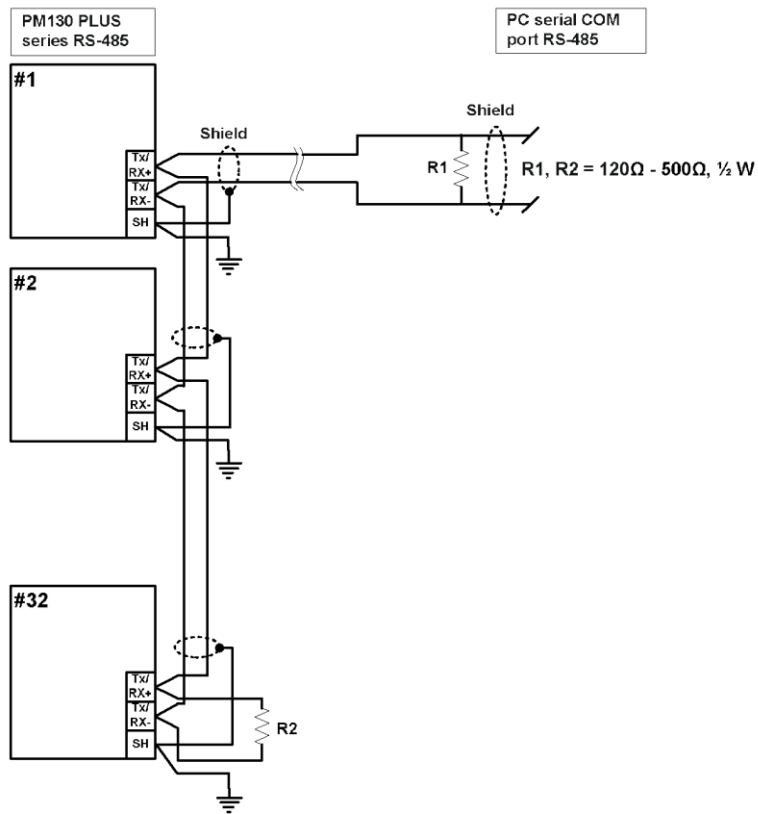 PM130 PLUS
series RS-485
PC serial COM
port RS-485
#1
Shield
Shield
Tx/
RX+
Tx/
RX-
SH
R1
R1, R2 = 120Ω - 500Ω, ½ W
#2
Tx/
RX+
Tx/
RX-
SH
#32
Tx/
RX+
Tx/
RX-
SH
R2